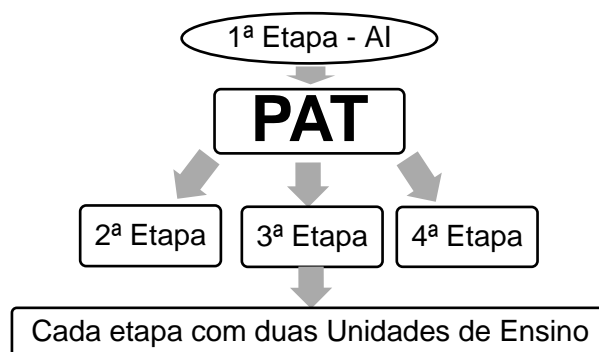 1ª Etapa - AI
PAT
2ª Etapa
3ª Etapa
4ª Etapa
Cada etapa com duas Unidades de Ensino